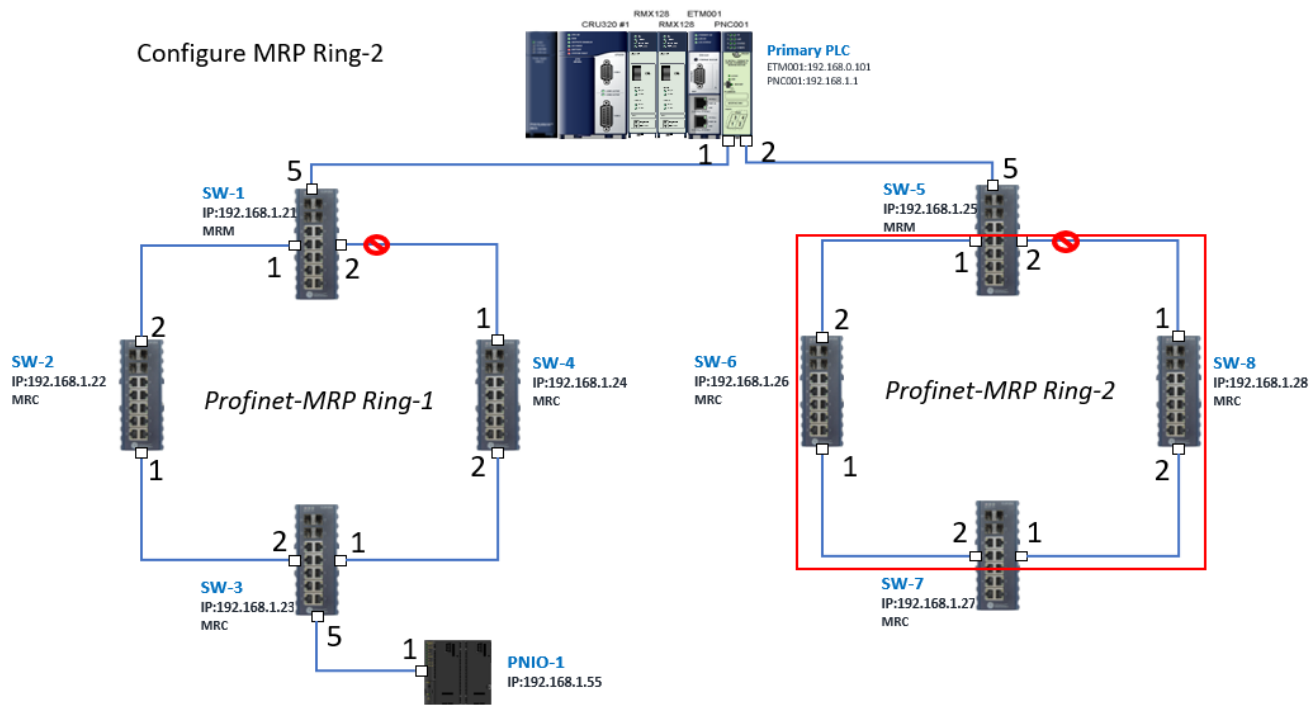 Configure MRP Ring-2
RMX128
ETM001
CRU320 #1
RMX128
PNC001
Primary PLC
ETM001:192.168.0.101
PNC001:192.168.1.1
1
2
5
5
SW-1
IP:192.168.1.21
MRM
1
2
SW-5
IP:192.168.1.25
MRM
1
2
2
1
SW-2
IP:192.168.1.22
MRC
SW-4
IP:192.168.1.24
MRC
Profinet-MRP Ring-1
1
2
2
1
SW-6
IP:192.168.1.26
MRC
SW-8
IP:192.168.1.28
MRC
Profinet-MRP Ring-2
1
2
2
1
SW-3
IP:192.168.1.23
MRC
5
2
1
SW-7
IP:192.168.1.27
MRC
1
PNIO-1
IP:192.168.1.55